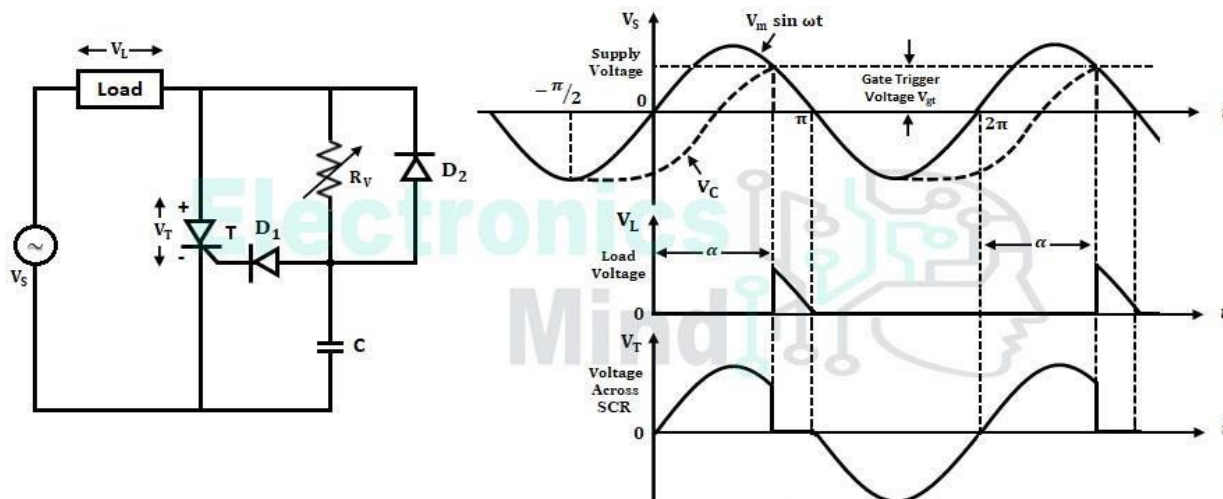 V_L
Load
R_V
D_2
+
V_T
T
D_1
-
V_S
C
V_S
V_m sin ωt
Supply
Voltage
Gate Trigger
Voltage V_gt
-π/2
0
π
2π
V_C
V_L
α
α
Load
Voltage
0
V_T
Voltage
Across
SCR
0
Electronics
Mind